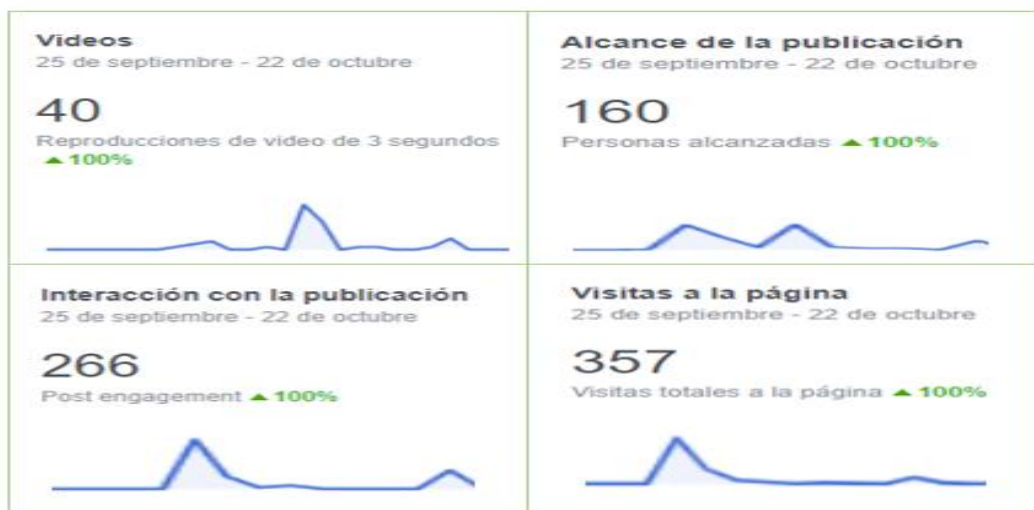 Videos
25 de septiembre - 22 de octubre
40
Reproducciones de video de 3 segundos
▲ 100%
Alcance de la publicación
25 de septiembre - 22 de octubre
160
Personas alcanzadas ▲ 100%
Interacción con la publicación
25 de septiembre - 22 de octubre
266
Post engagement ▲ 100%
Visitas a la página
25 de septiembre - 22 de octubre
357
Visitas totales a la página ▲ 100%